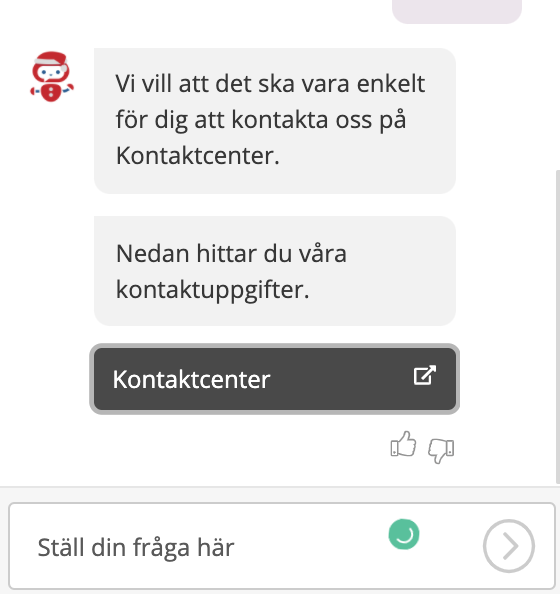 Vi vill att det ska vara enkelt
för dig att kontakta oss på
Kontaktcenter.
Nedan hittar du våra
kontaktuppgifter.
Kontaktcenter
Ställ din fråga här